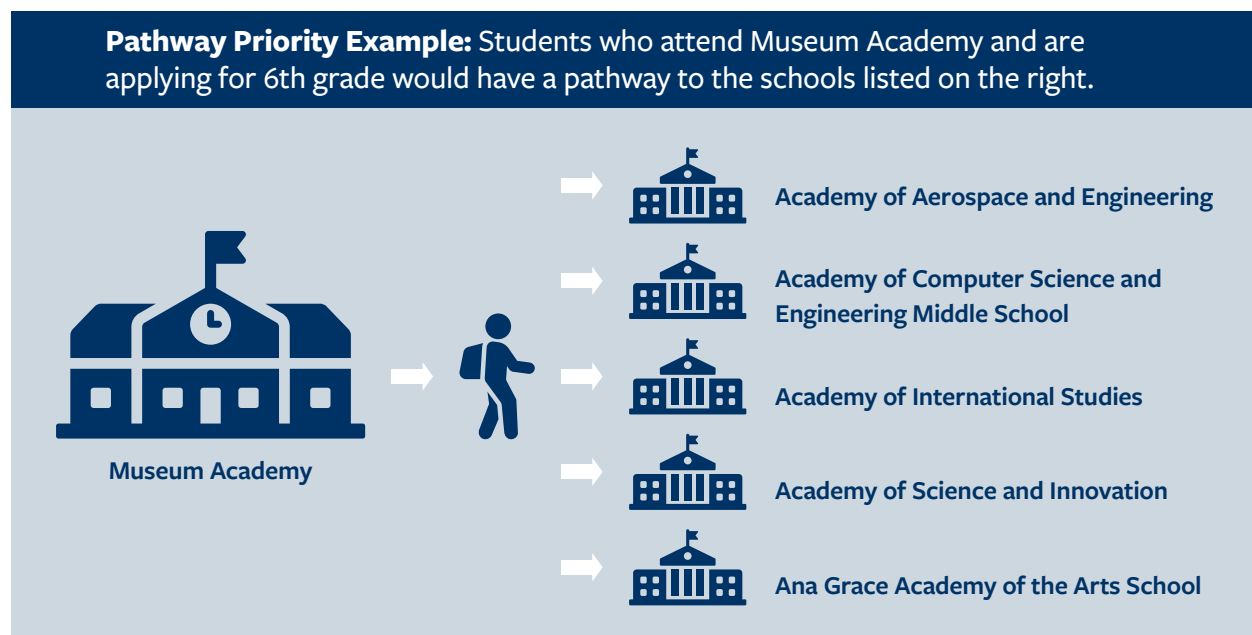 Pathway Priority Example: Students who attend Museum Academy and are
applying for 6th grade would have a pathway to the schools listed on the right.
Museum Academy
Academy of Aerospace and Engineering
Academy of Computer Science and
Engineering Middle School
Academy of International Studies
Academy of Science and Innovation
Ana Grace Academy of the Arts School